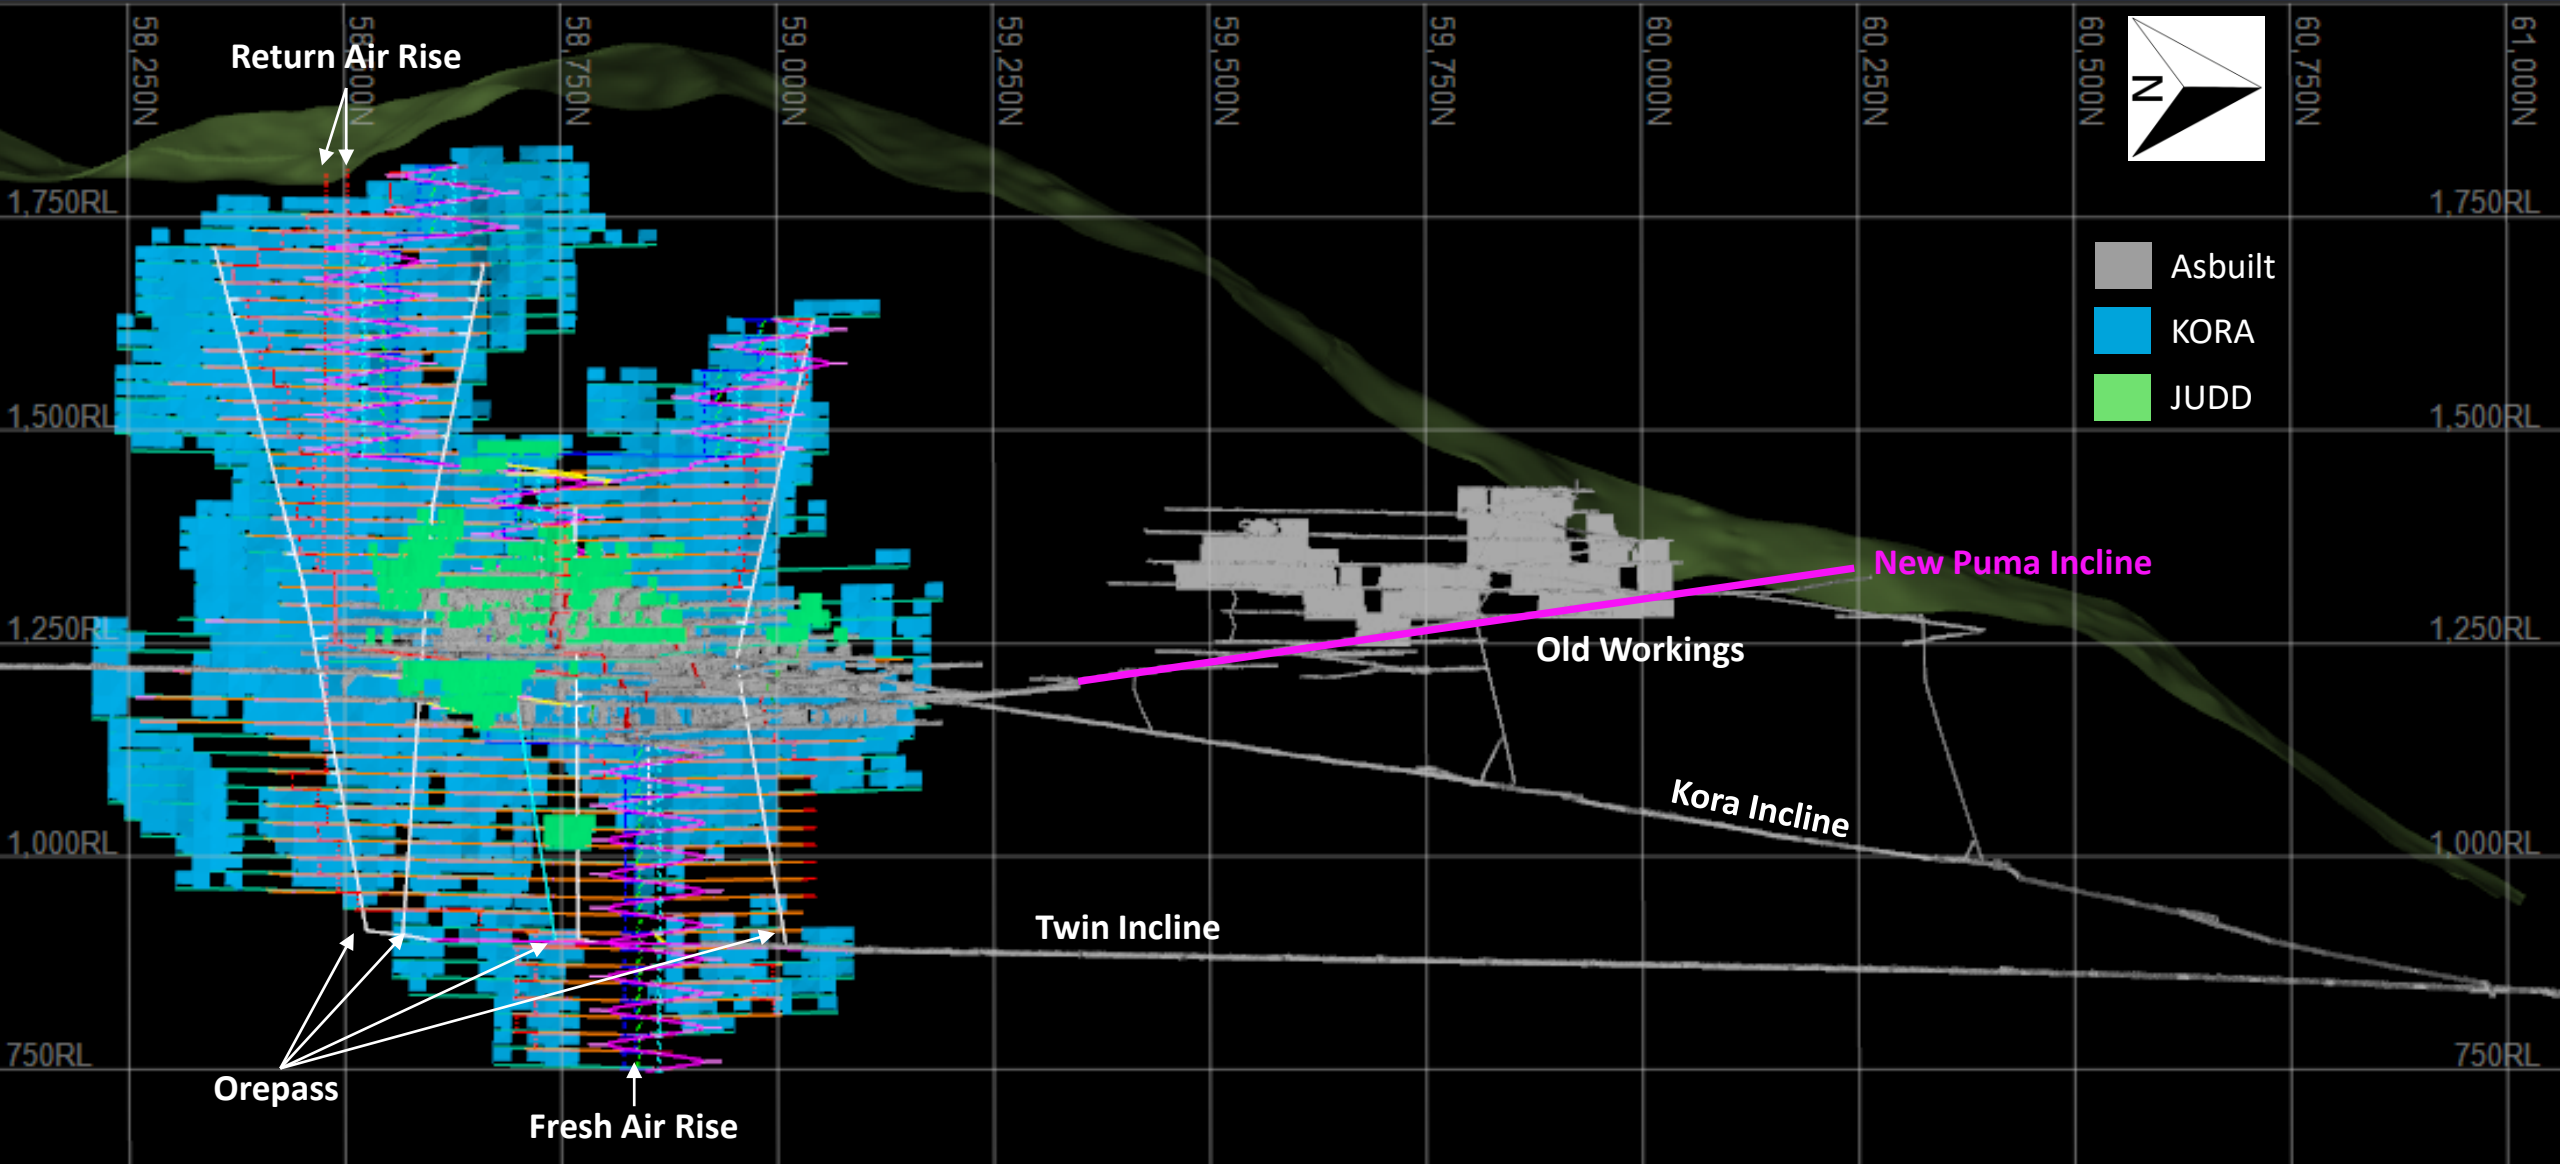 58,250N
58,750N
59,000N
59,250N
59,500N
59,750N
60,000N
60,250N
60,500N
60,750N
61,000N
Return Air Rise
N
1,750RL
1,750RL
Asbuilt
KORA
JUDD
1,500RL
1,500RL
New Puma Incline
1,250RL
1,250RL
Old Workings
Kora Incline
1,000RL
1,000RL
Twin Incline
750RL
750RL
Orepass
Fresh Air Rise